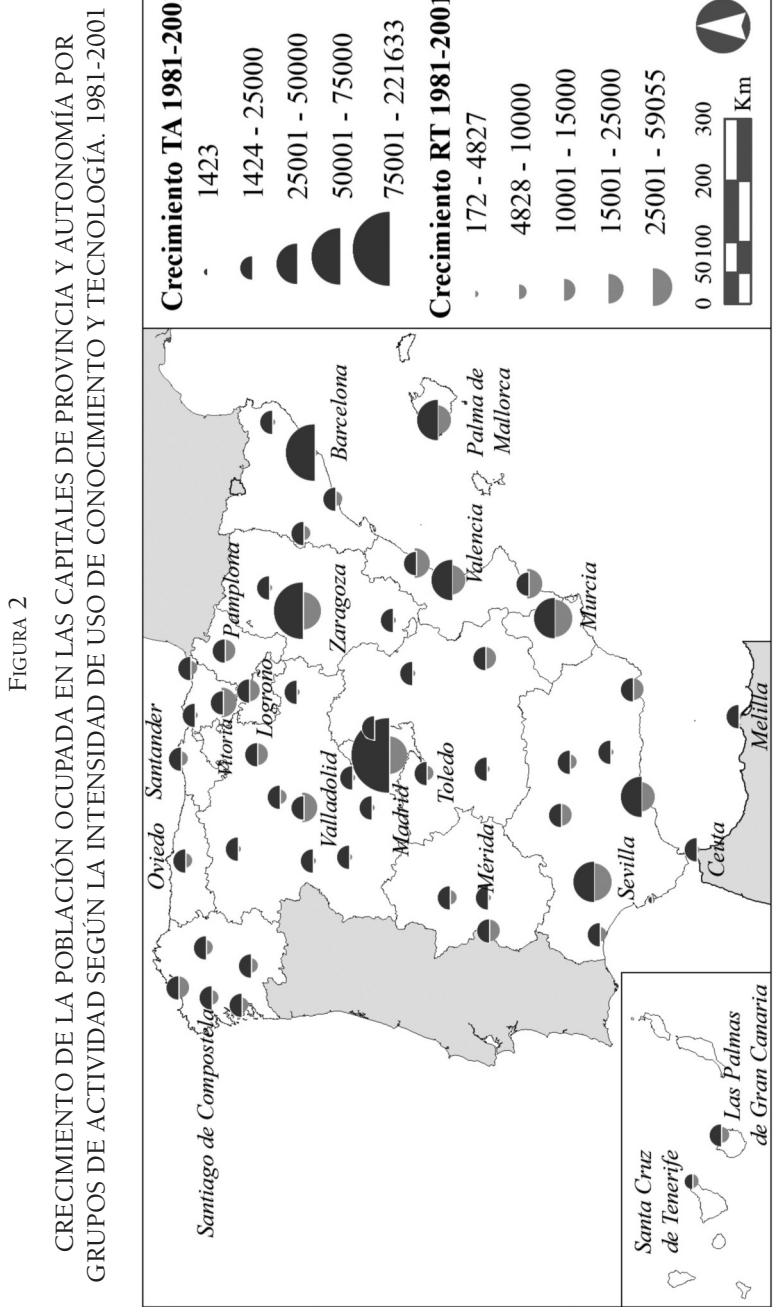 FIGURA 2
CRECIMIENTO DE LA POBLACIÓN OCUPADA EN LAS CAPITALES DE PROVINCIA Y AUTONOMÍA POR
GRUPOS DE ACTIVIDAD SEGÚN LA INTENSIDAD DE USO DE CONOCIMIENTO Y TECNOLOGÍA. 1981-2001
Oviedo
Santander
Santiago de Compostela
Vitoria
Pamplona
Logroño
Valladolid
Zaragoza
Barcelona
Madrid
Toledo
Mérida
Valencia
Palma de
Mallorca
Murcia
Sevilla
Ceuta
Melilla
Santa Cruz
de Tenerife
Las Palmas
de Gran Canaria
Crecimiento TA 1981-200
1423
1424 - 25000
25001 - 50000
50001 - 75000
75001 - 221633
Crecimiento RT 1981-2001
172 - 4827
4828 - 10000
10001 - 15000
15001 - 25000
25001 - 59055
0 50 100 200 300
Km